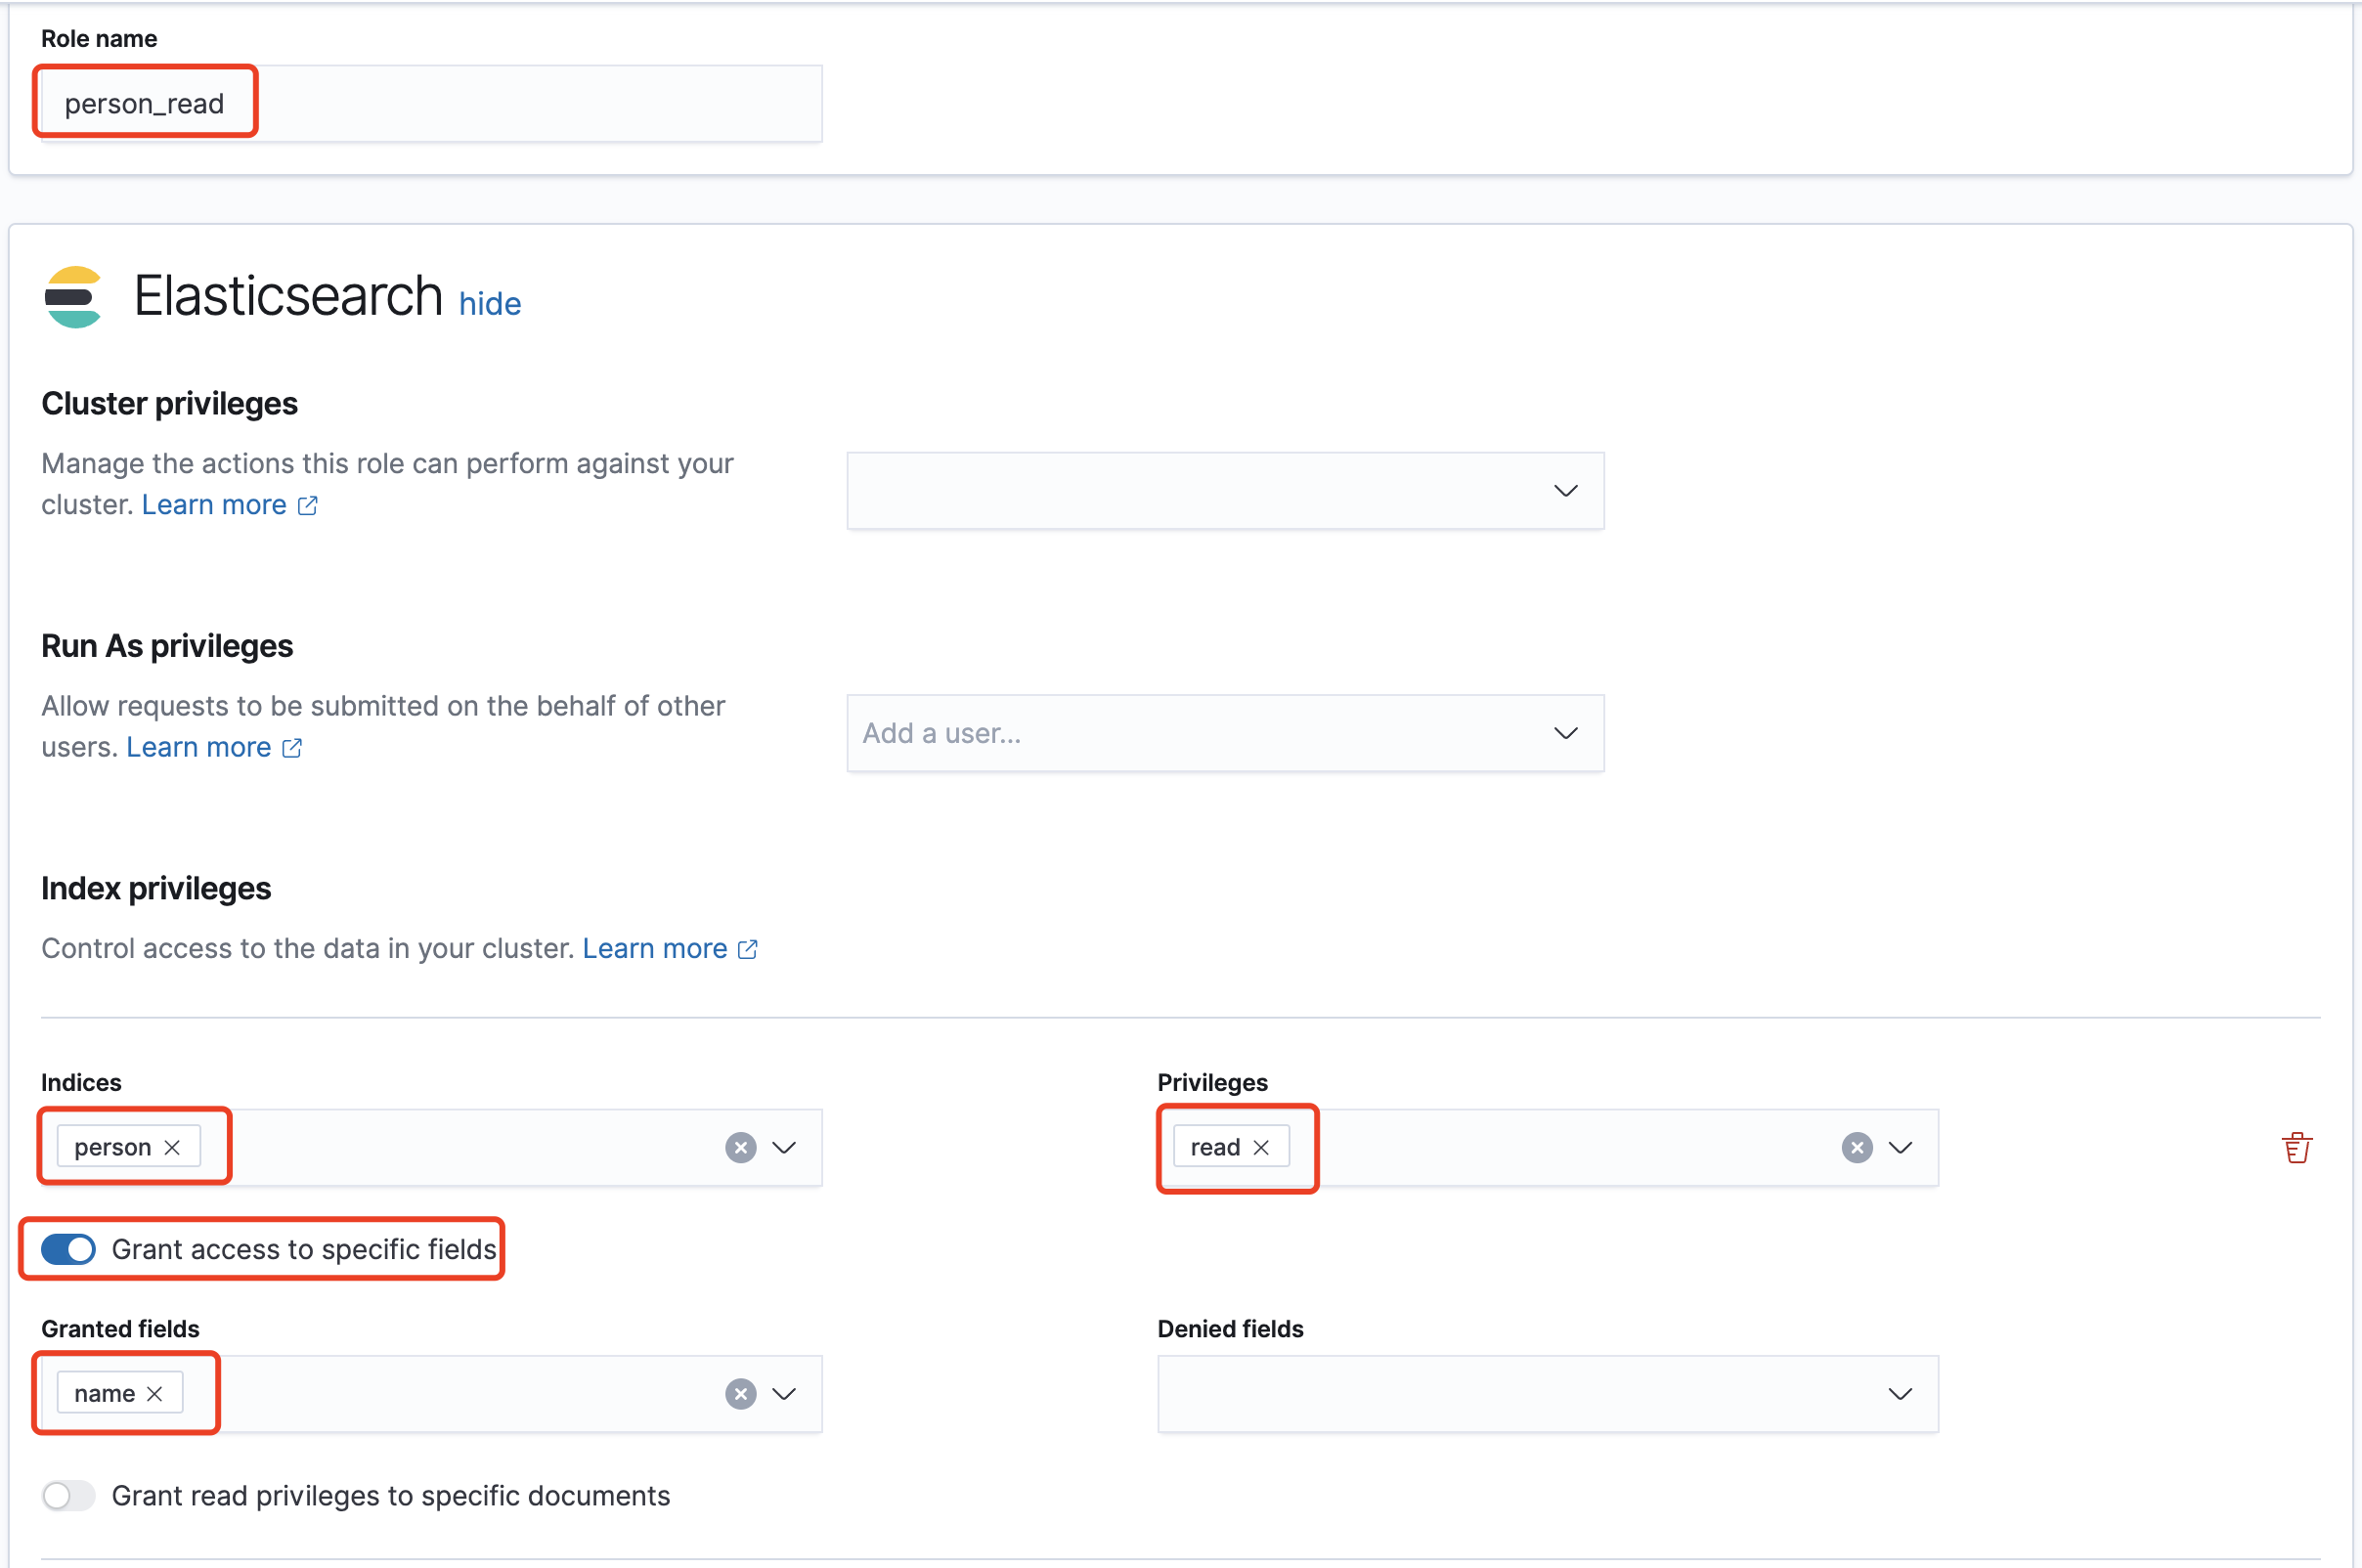 Role name
person_read
Elasticsearch hide
Cluster privileges
Manage the actions this role can perform against your
cluster. Learn more
Run As privileges
Allow requests to be submitted on the behalf of other
users. Learn more
Add a user...
Index privileges
Control access to the data in your cluster. Learn more
Indices
person
Privileges
read
Grant access to specific fields
Granted fields
name
Denied fields
Grant read privileges to specific documents